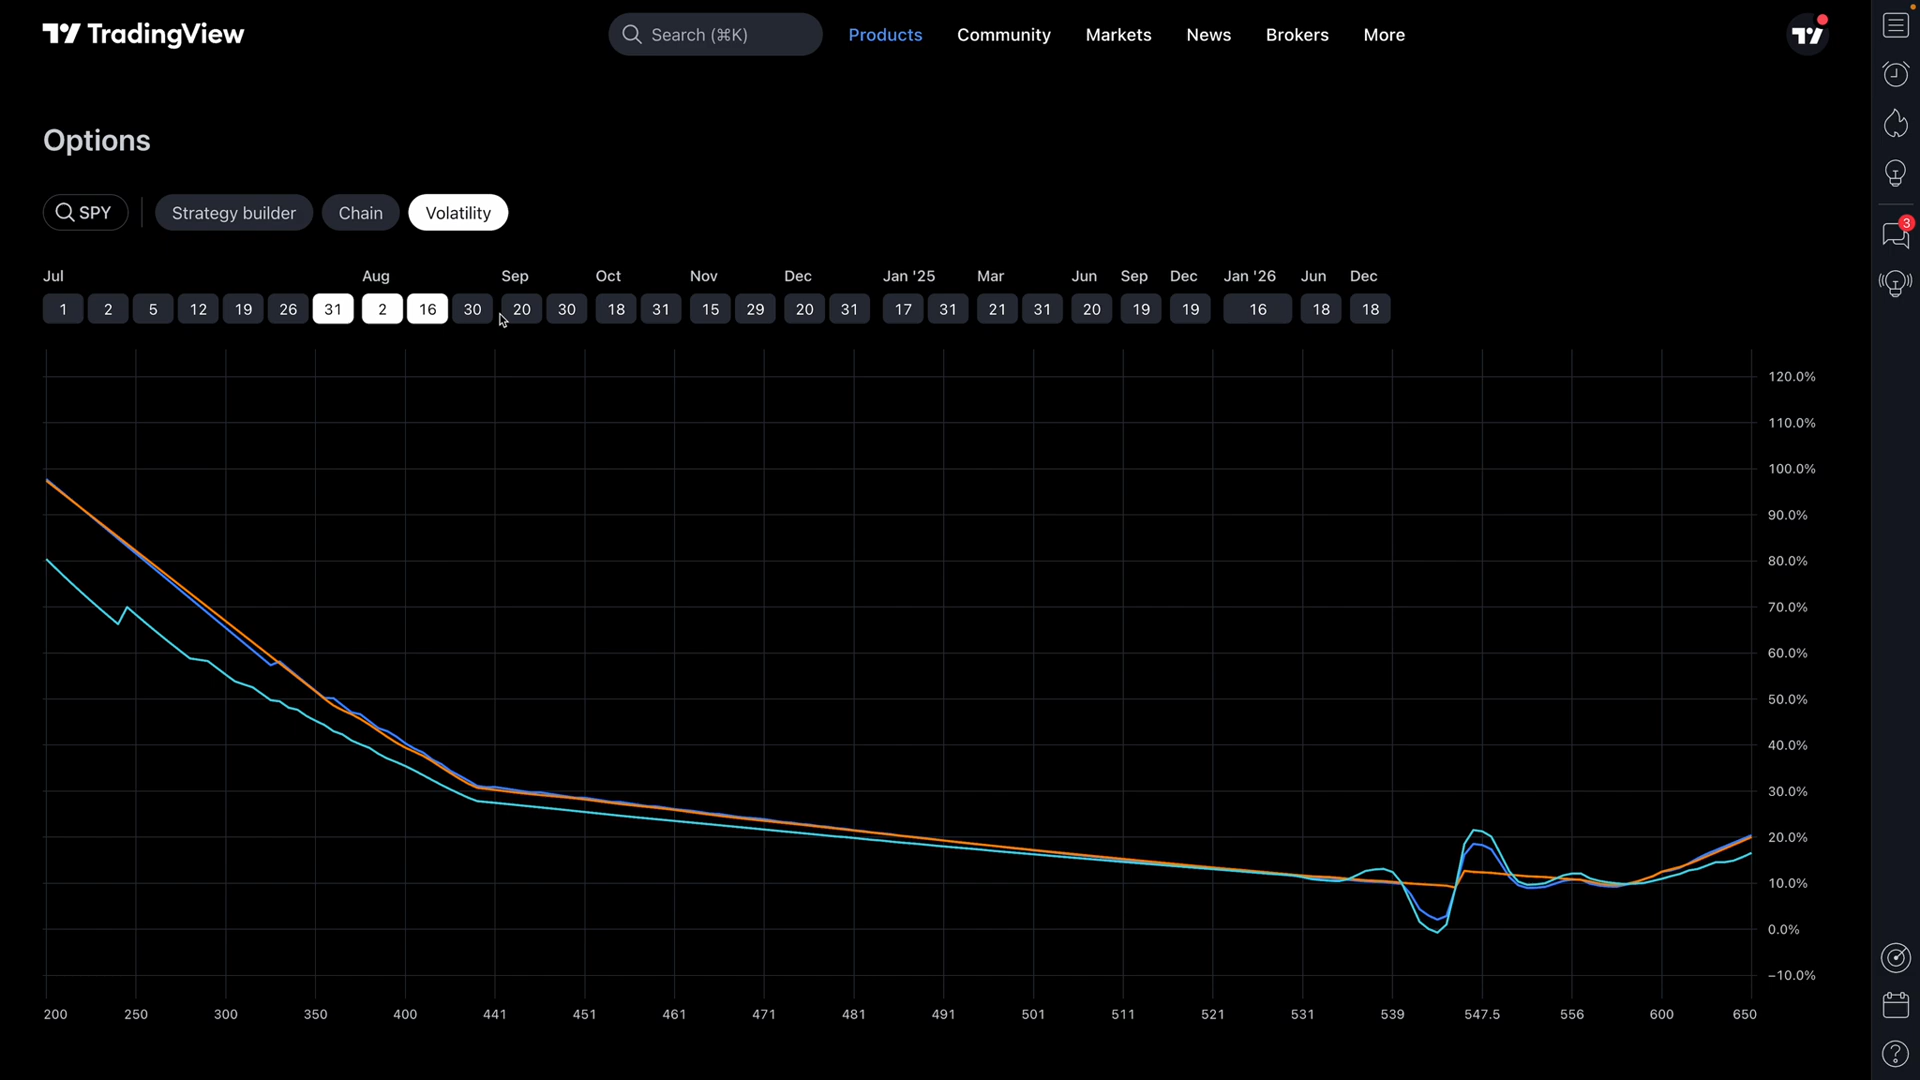 TradingView
Search (⌘K)
Products
Community
Markets
News
Brokers
More
Options
SPY
Strategy builder
Chain
Volatility
Jul Aug Sep Oct Nov Dec Jan '25 Mar Jun Sep Dec Jan '26 Jun Dec
1 2 5 12 19 26 31 2 16 30 20 30 18 31 15 29 20 31 17 31 21 31 20 19 19 16 18 18
3
120.0%
110.0%
100.0%
90.0%
80.0%
70.0%
60.0%
50.0%
40.0%
30.0%
20.0%
10.0%
0.0%
−10.0%
200 250 300 350 400 441 451 461 471 481 491 501 511 521 531 539 547.5 556 600 650